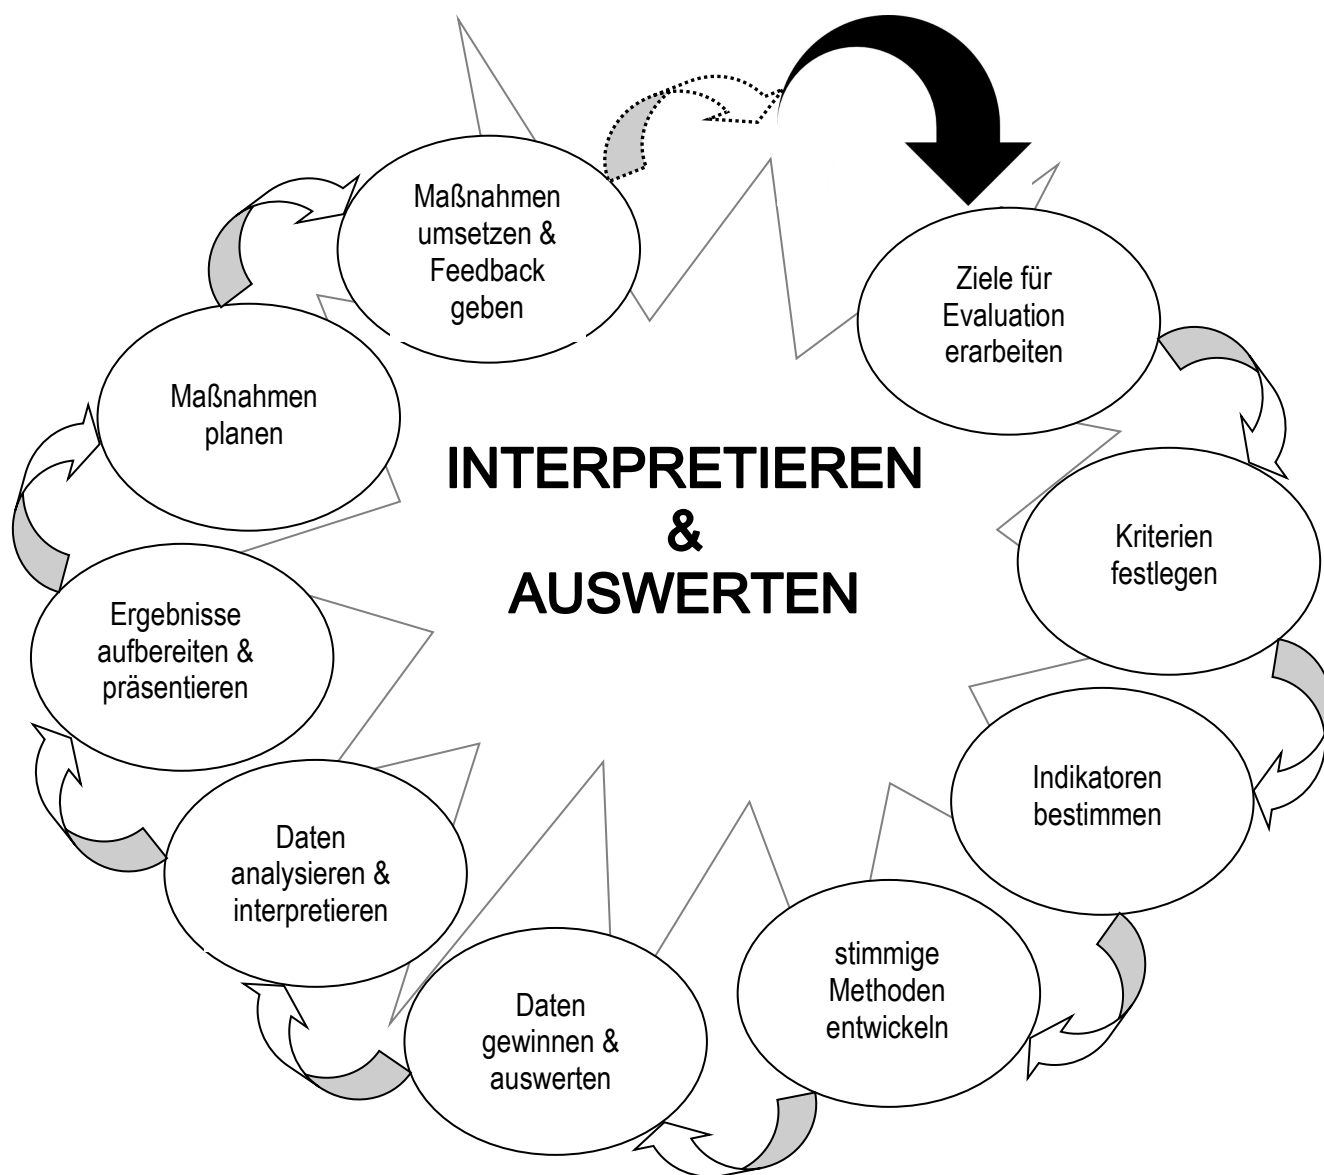 Maßnahmen
umsetzen &
Feedback
geben
Ziele für
Evaluation
erarbeiten
Maßnahmen
planen
INTERPRETIEREN
&
AUSWERTEN
Kriterien
festlegen
Ergebnisse
aufbereiten &
präsentieren
Indikatoren
bestimmen
Daten
analysieren &
interpretieren
stimmige
Methoden
entwickeln
Daten
gewinnen &
auswerten